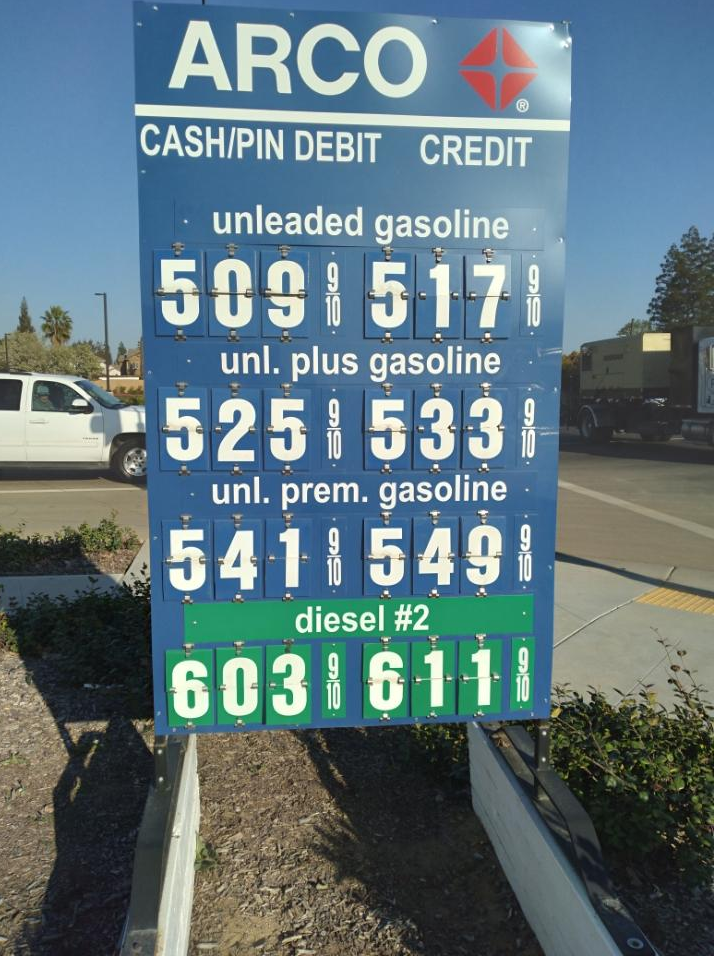 ARCO ®
CASH/PIN DEBIT CREDIT
unleaded gasoline
509 9/10 517 9/10
unl. plus gasoline
525 9/10 533 9/10
unl. prem. gasoline
541 9/10 549 9/10
diesel #2
603 9/10 611 9/10